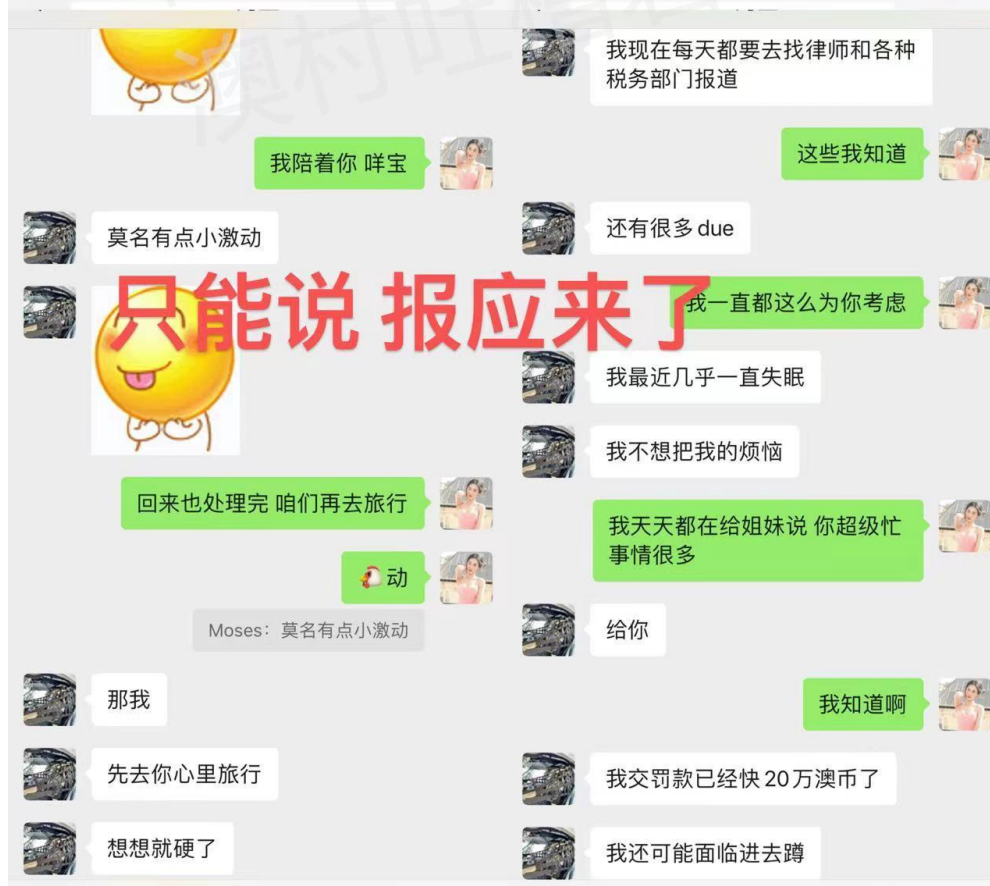 澳村吐槽君
我陪着你 咩宝
莫名有点小激动
回来也处理完 咱们再去旅行
🐔动
Moses：莫名有点小激动
那我
先去你心里旅行
想想就硬了
只能说 报应来了
我现在每天都要去找律师和各种
税务部门报道
这些我知道
还有很多due
我一直都这么为你考虑
我最近几乎一直失眠
我不想把我的烦恼
我天天都在给姐妹说 你超级忙
事情很多
给你
我知道啊
我交罚款已经快20万澳币了
我还可能面临进去蹲